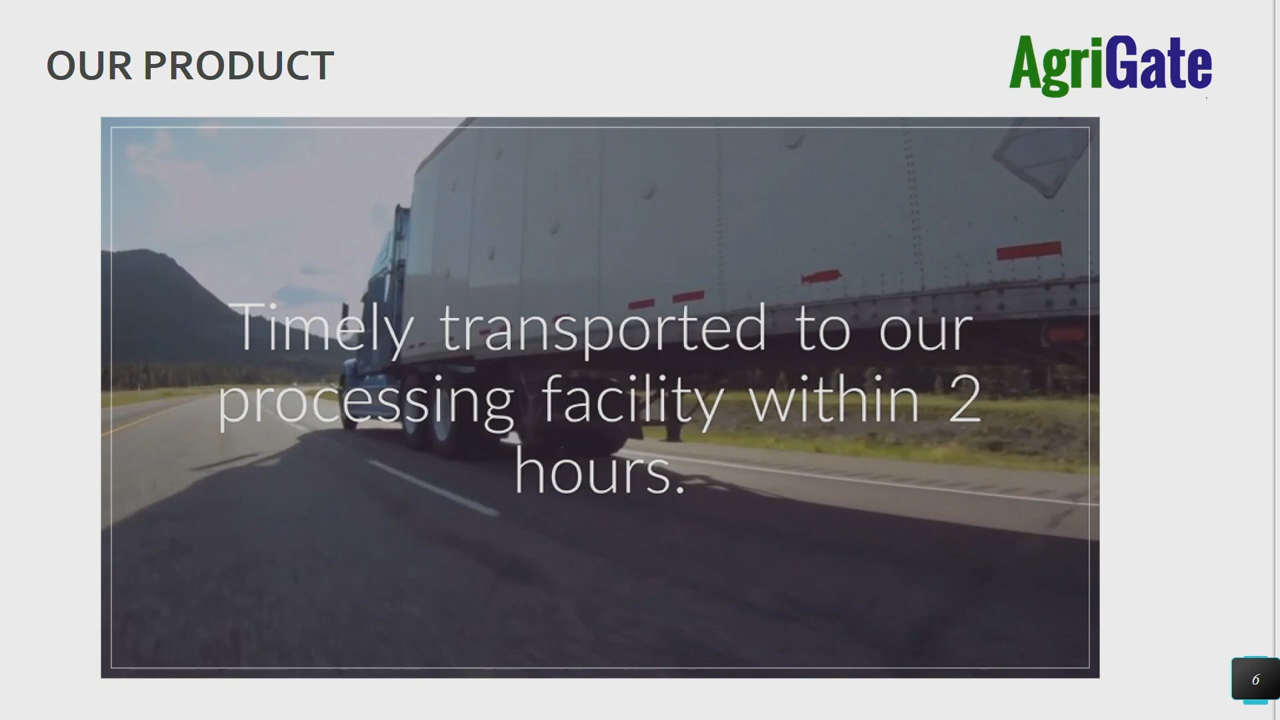 OUR PRODUCT
AgriGate
Timely transported to our
processing facility within 2
hours.
6